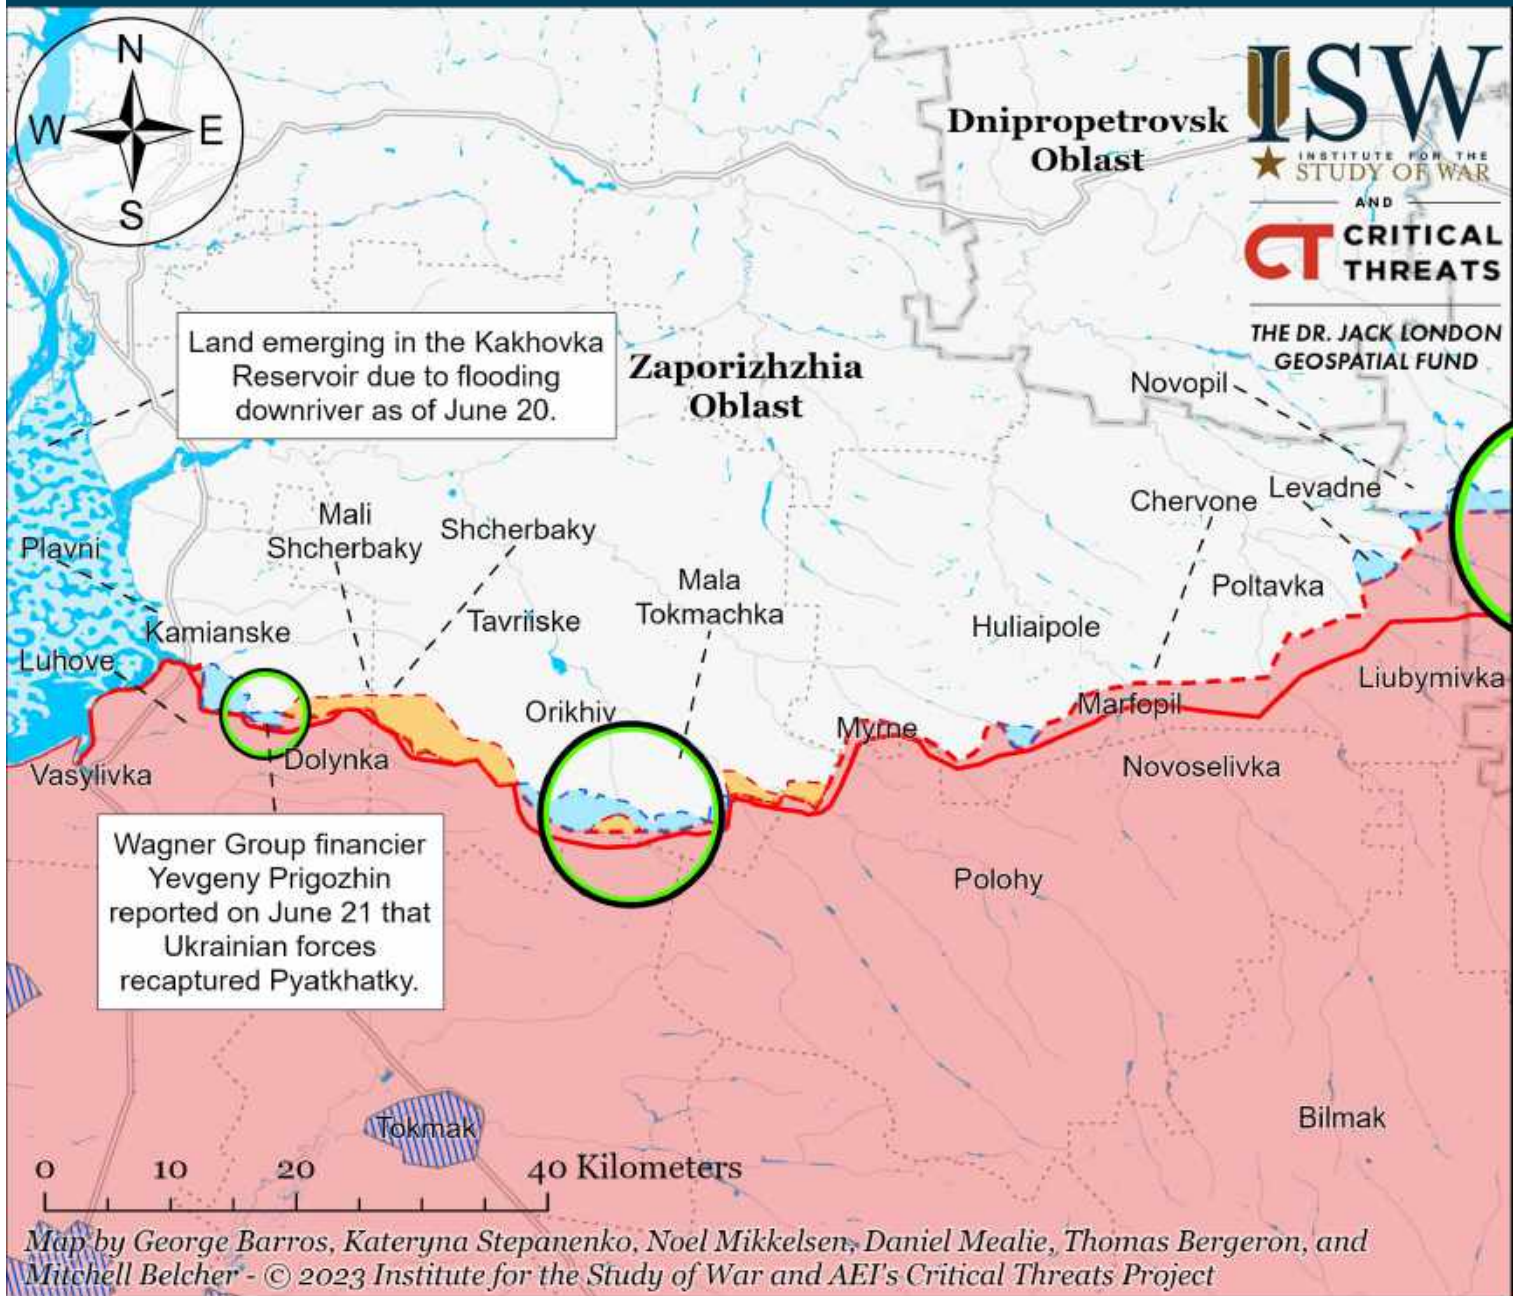 N
W
E
S
Dnipropetrovsk
Oblast
ISW
INSTITUTE FOR THE
STUDY OF WAR
AND
CT CRITICAL
THREATS
THE DR. JACK LONDON
GEOSPATIAL FUND
Land emerging in the Kakhovka
Reservoir due to flooding
downriver as of June 20.
Zaporizhzhia
Oblast
Novopil
Levadne
Chervone
Mali
Shcherbaky
Shcherbaky
Plavni
Mala
Tokmachka
Poltavka
Tavriiske
Huliaipole
Kamianske
Luhove
Liubymivka
Orikhiv
Marfopil
Myrne
Dolynka
Vasylivka
Novoselivka
Wagner Group financier
Yevgeny Prigozhin
reported on June 21 that
Ukrainian forces
recaptured Pyatkhatky.
Polohy
Bilmak
Tokmak
0 10 20 40 Kilometers
Map by George Barros, Kateryna Stepanenko, Noel Mikkelsen, Daniel Mealie, Thomas Bergeron, and
Mitchell Belcher - © 2023 Institute for the Study of War and AEI's Critical Threats Project